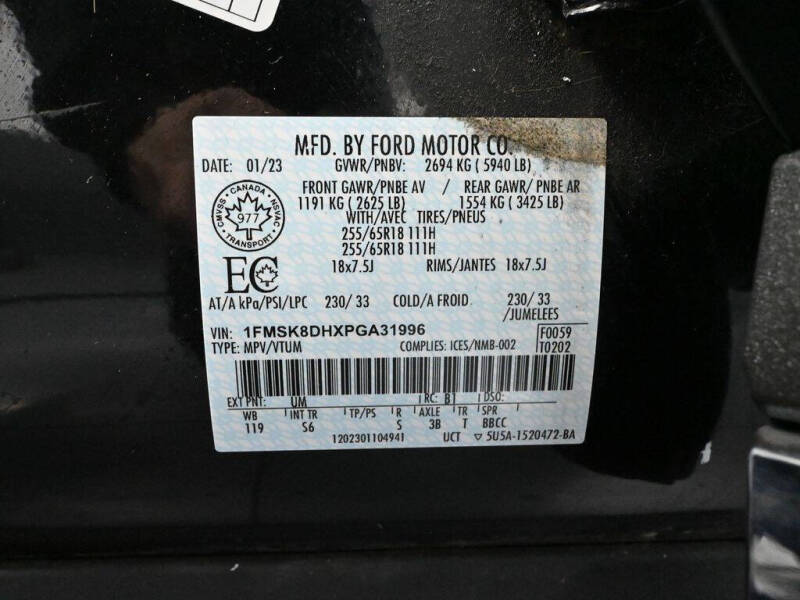 MFD. BY FORD MOTOR CO.
DATE: 01/23 GVWR/PNBV: 2694 KG ( 5940 LB)
FRONT GAWR/PNBE AV / REAR GAWR/ PNBE AR
1191 KG ( 2625 LB) 1554 KG ( 3425 LB)
WITH/AVEC TIRES/PNEUS
255/65R18 111H
255/65R18 111H
18x7.5J RIMS/JANTES 18x7.5J
CANADA
CMVSS NSVAC
977
TRANSPORT
EC
AT/A kPa/PSI/LPC 230/ 33 COLD/A FROID 230/ 33
/JUMELEES
VIN: 1FMSK8DHXPGA31996 F0059
TYPE: MPV/VTUM COMPLIES: ICES/NMB-002 T0202
EXT PNT: UM RC: B1 DSO:
WB INT TR TP/PS R AXLE TR SPR
119 S6 S 3B T BBCC
1202301104941 UCT ▽ 5U5A-1520472-BA